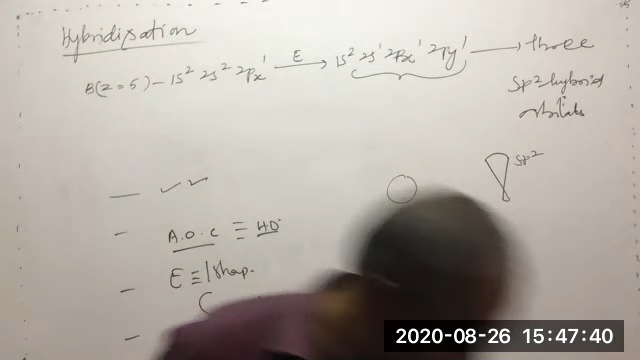 Hybridisation
B(Z=5) - 1s² 2s² 2px¹ E→ 1s² 2s¹ 2px¹ 2py¹ → three
sp² hybrid
orbitals
sp²
A.O.C ≡ HD
E ≡ / Shap.
2020-08-26 15:47:40